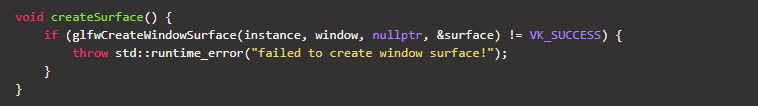 void createSurface() {
    if (glfwCreateWindowSurface(instance, window, nullptr, &surface) != VK_SUCCESS) {
        throw std::runtime_error("failed to create window surface!");
    }
}